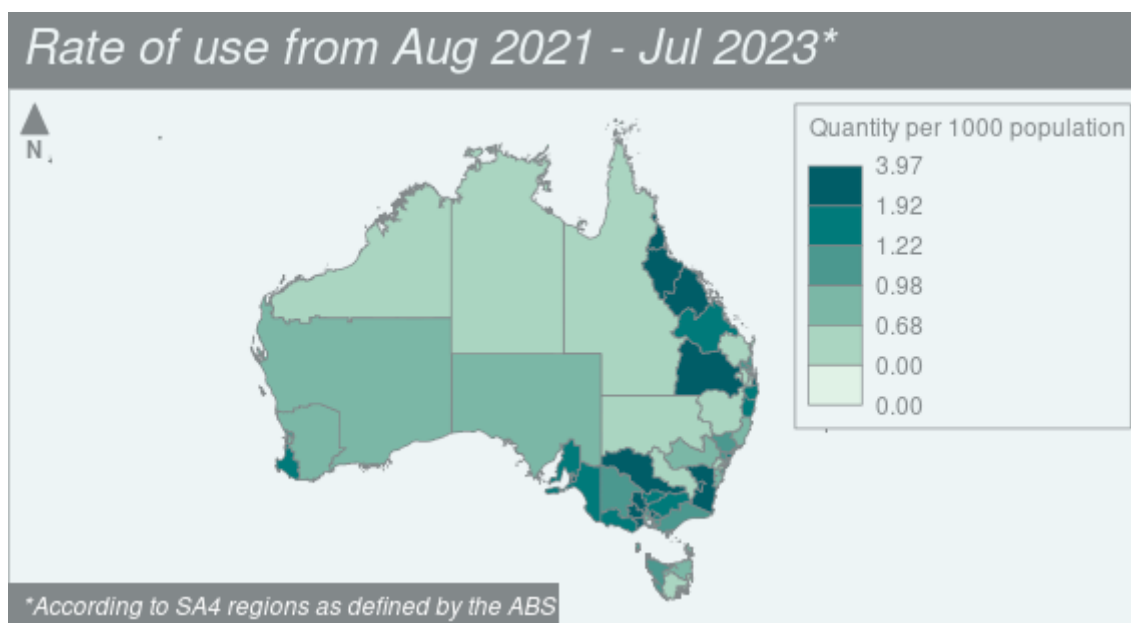 Rate of use from Aug 2021 - Jul 2023*
N
Quantity per 1000 population
3.97
1.92
1.22
0.98
0.68
0.00
0.00
*According to SA4 regions as defined by the ABS